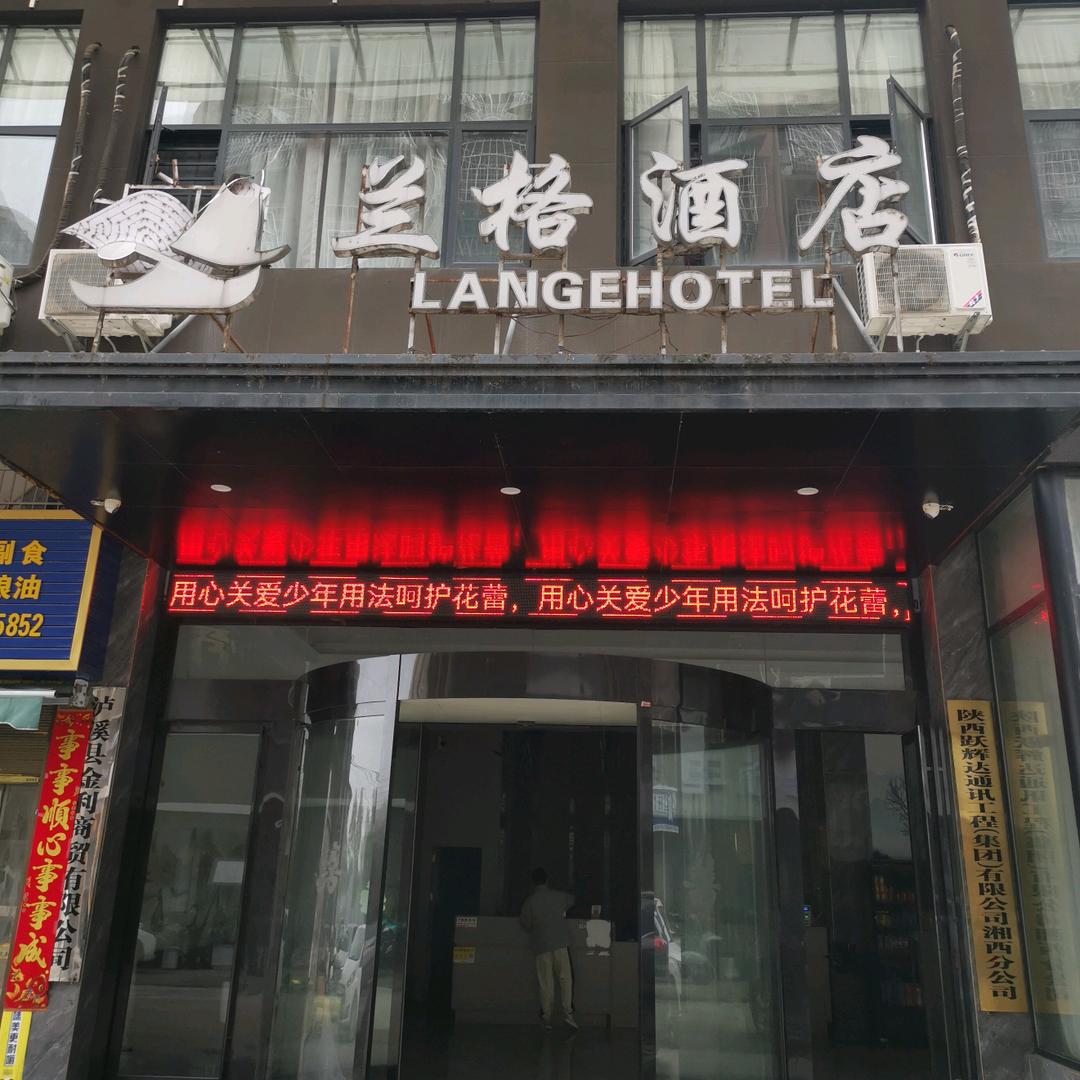 兰格酒店
LANGEHOTEL
用心关爱少年用法呵护花蕾，用心关爱少年用法呵护花蕾，
副食
粮油
5852
泸溪县金利商贸有限公司
事事顺心事事成
陕西跃辉达通讯工程(集团)有限公司湘西分公司